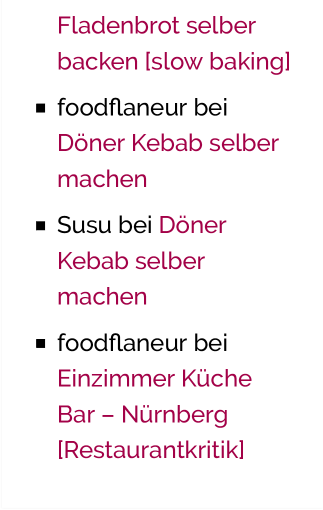 Fladenbrot selber
backen [slow baking]
foodflaneur bei
Döner Kebab selber
machen
Susu bei Döner
Kebab selber
machen
foodflaneur bei
Einzimmer Küche
Bar – Nürnberg
[Restaurantkritik]